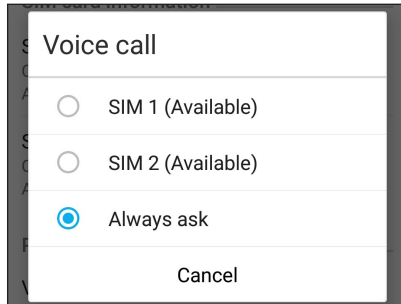 Voice call
SIM 1 (Available)
SIM 2 (Available)
Always ask
Cancel